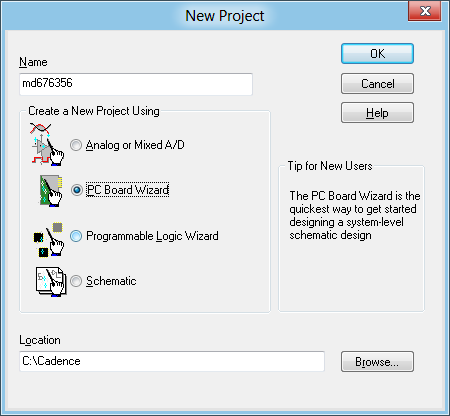 New Project
x
Name
md676356
OK
Cancel
Help
Create a New Project Using
Analog or Mixed A/D
PC Board Wizard
Programmable Logic Wizard
Schematic
Tip for New Users
The PC Board Wizard is the
quickest way to get started
designing a system-level
schematic design
Location
C:\Cadence
Browse...